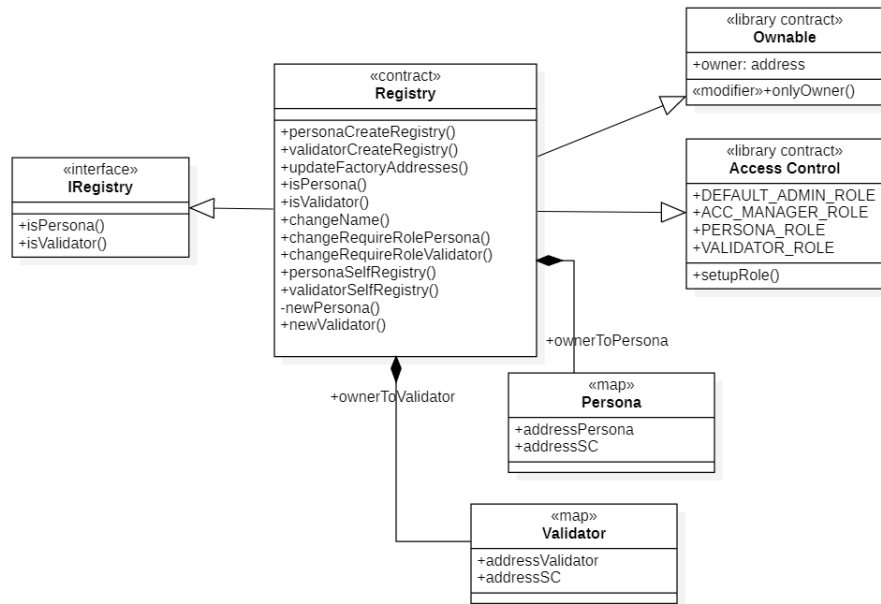 «library contract»
Ownable
+owner: address
«modifier»+onlyOwner()
«contract»
Registry
+personaCreateRegistry()
+validatorCreateRegistry()
+updateFactoryAddresses()
+isPersona()
+isValidator()
+changeName()
+changeRequireRolePersona()
+changeRequireRoleValidator()
+personaSelfRegistry()
+validatorSelfRegistry()
-newPersona()
+newValidator()
«interface»
IRegistry
+isPersona()
+isValidator()
«library contract»
Access Control
+DEFAULT_ADMIN_ROLE
+ACC_MANAGER_ROLE
+PERSONA_ROLE
+VALIDATOR_ROLE
+setupRole()
+ownerToPersona
+ownerToValidator
«map»
Persona
+addressPersona
+addressSC
«map»
Validator
+addressValidator
+addressSC